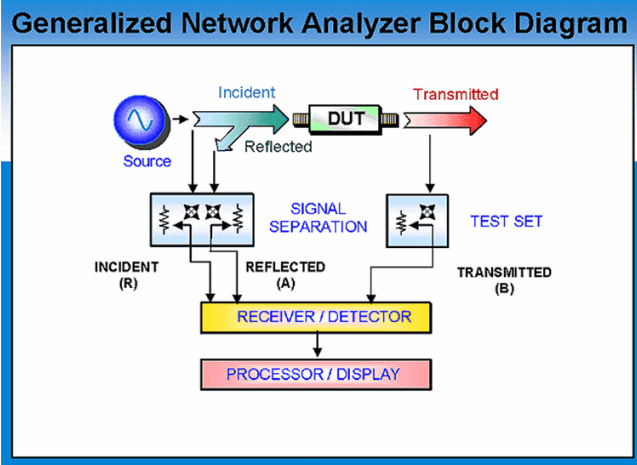 Generalized Network Analyzer Block Diagram
Incident
Transmitted
DUT
Reflected
Source
SIGNAL
SEPARATION
TEST SET
INCIDENT
(R)
REFLECTED
(A)
TRANSMITTED
(B)
RECEIVER / DETECTOR
PROCESSOR / DISPLAY